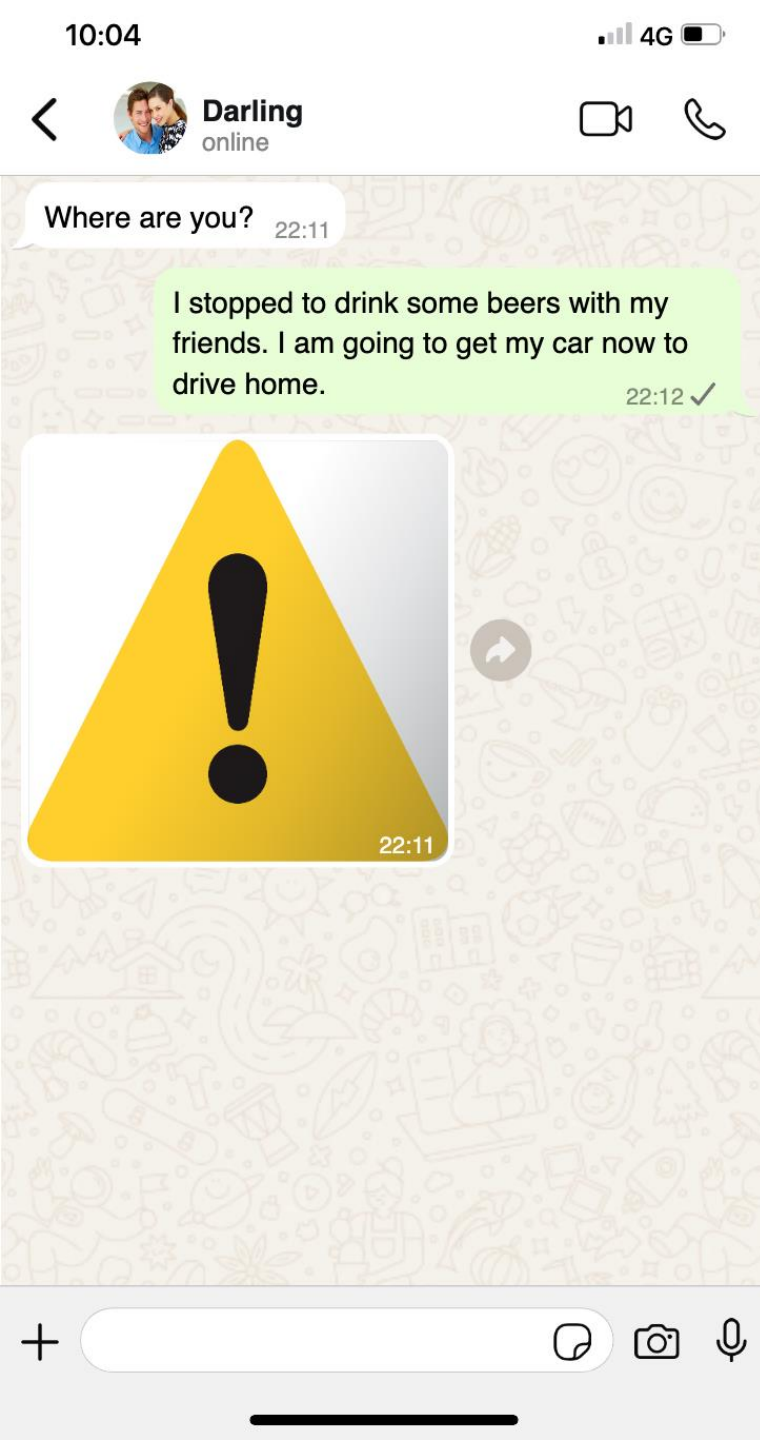 10:04
4G
Darling
online
Where are you?
22:11
I stopped to drink some beers with my
friends. I am going to get my car now to
drive home.
22:12
!
22:11